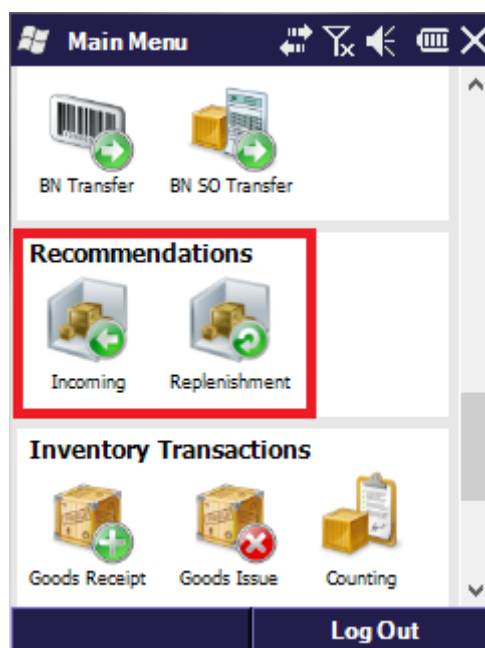 Main Menu
BN Transfer
BN SO Transfer
Recommendations
Incoming
Replenishment
Inventory Transactions
Goods Receipt
Goods Issue
Counting
Log Out